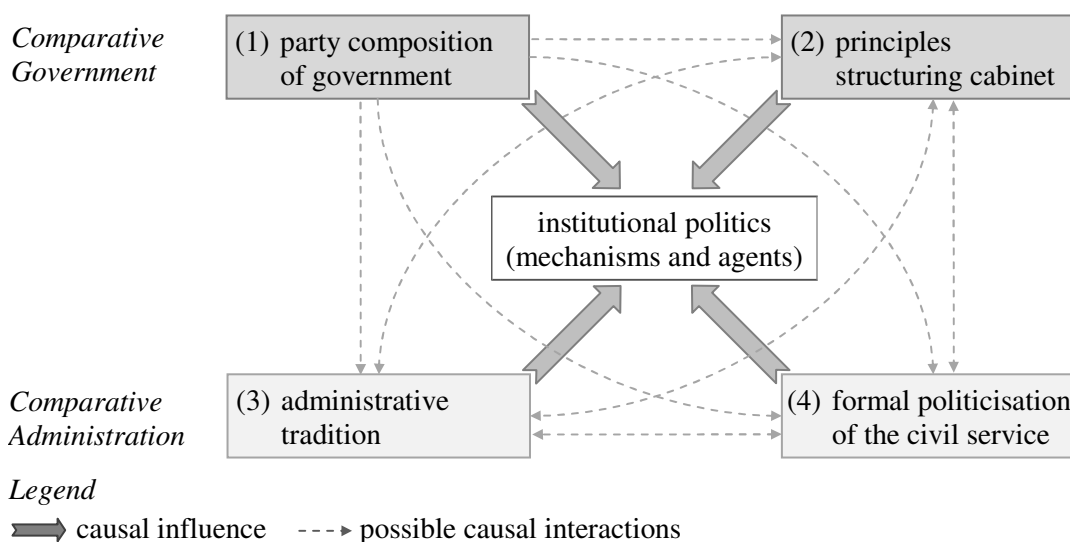 Comparative
Government
(1) party composition
of government
(2) principles
structuring cabinet
institutional politics
(mechanisms and agents)
Comparative
Administration
(3) administrative
tradition
(4) formal politicisation
of the civil service
Legend
causal influence
possible causal interactions